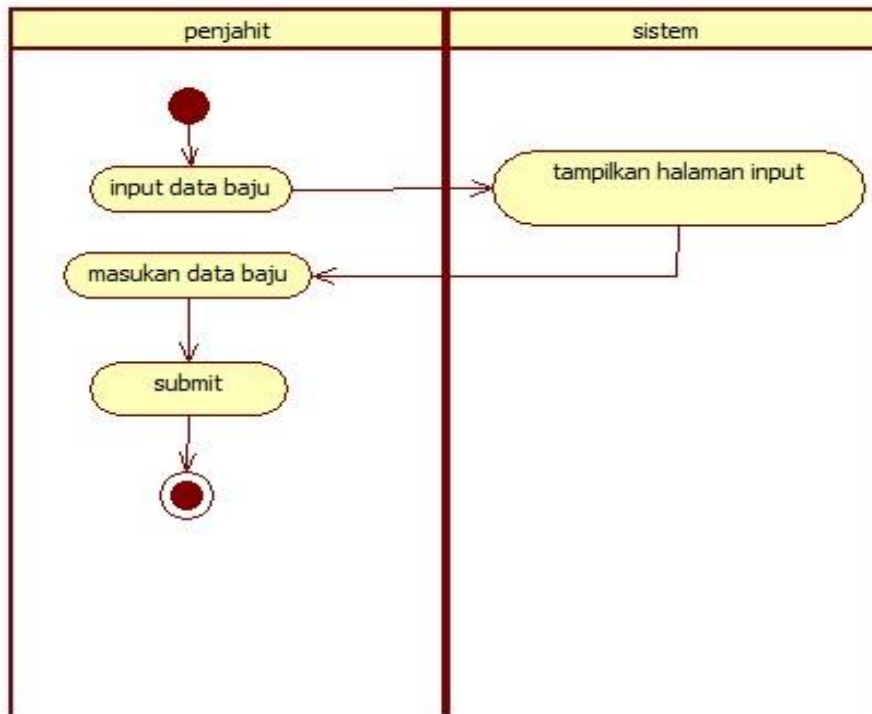 penjahit
sistem
input data baju
tampilkan halaman input
masukan data baju
submit